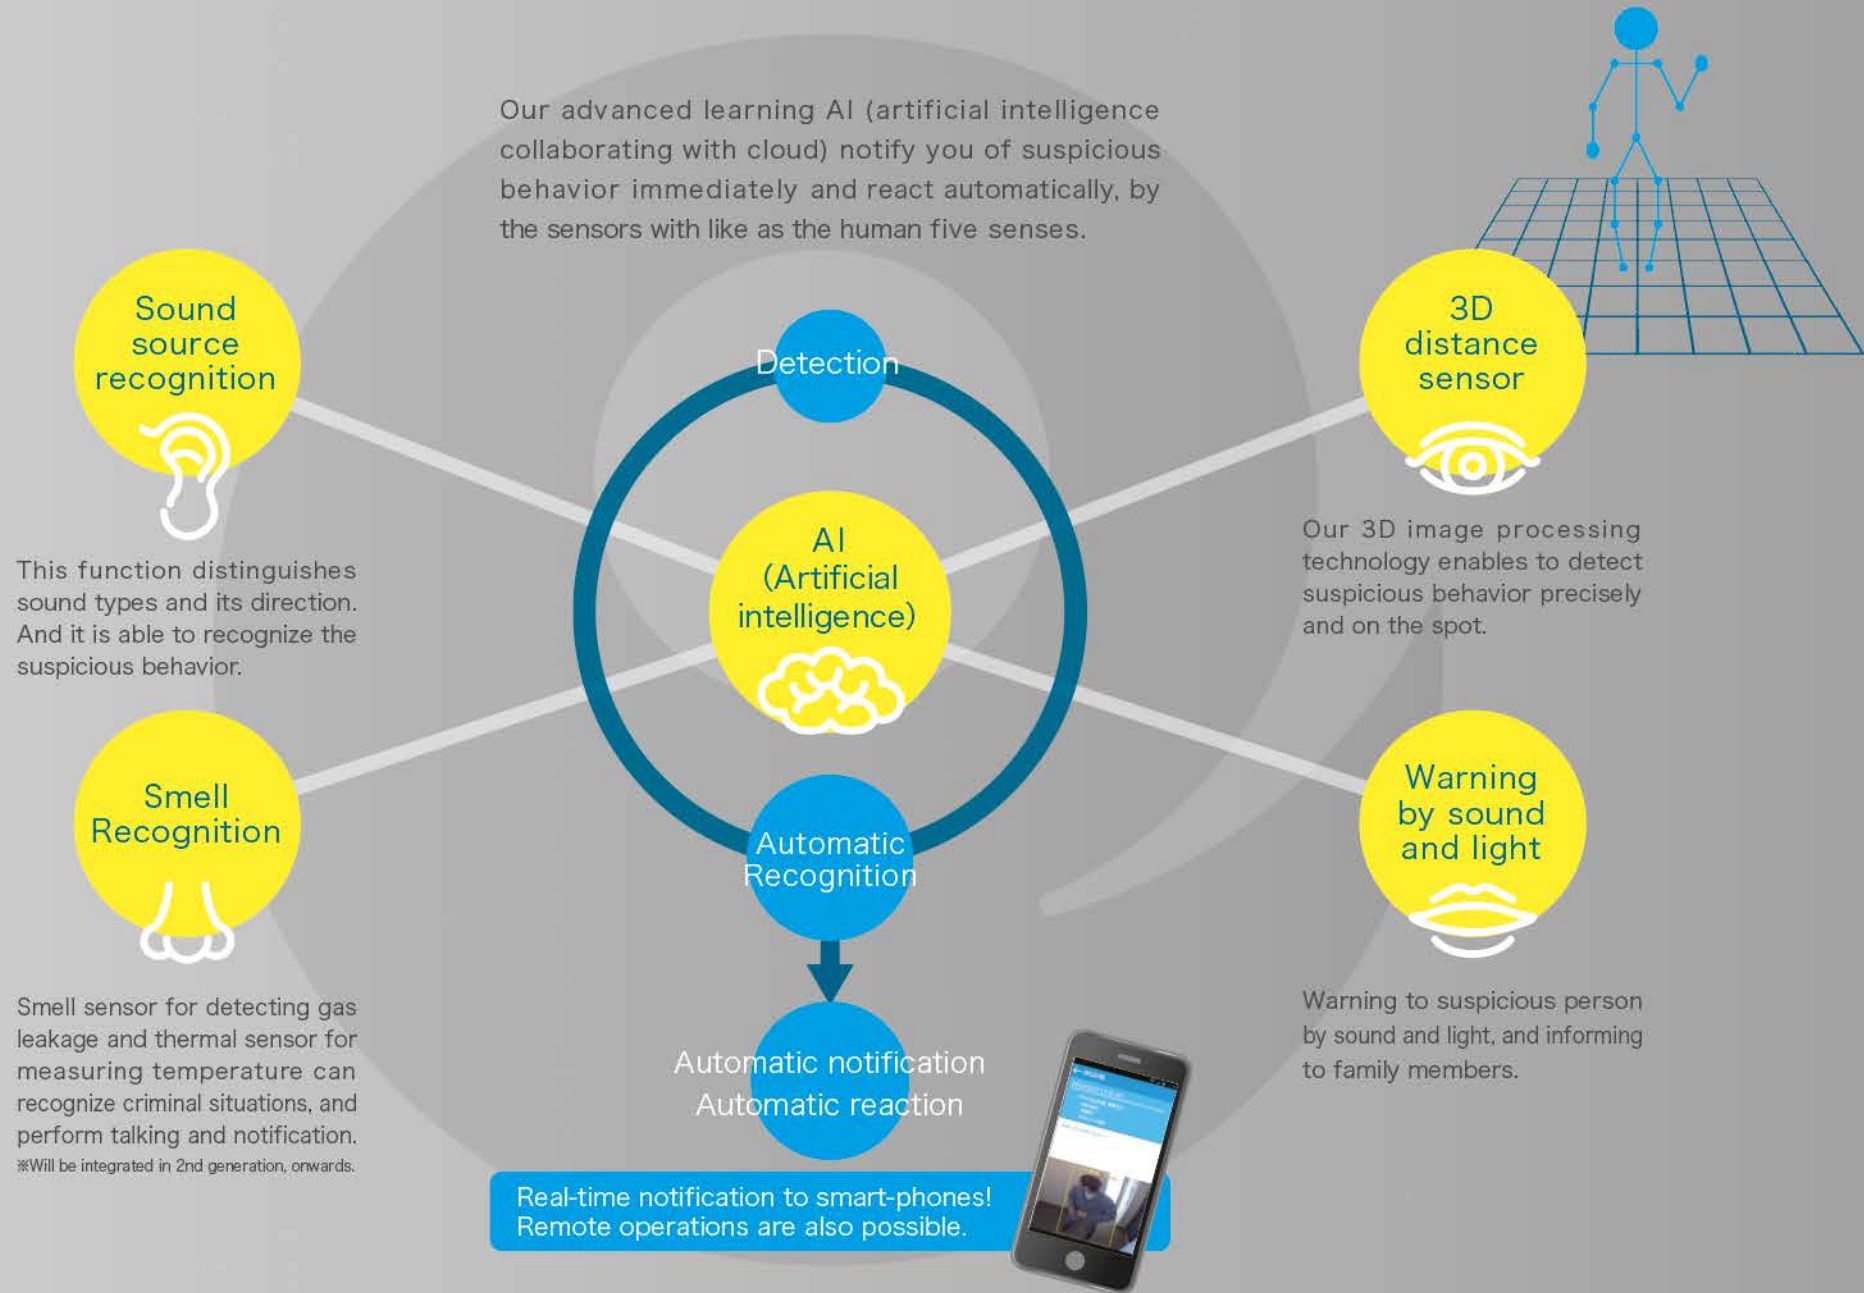 Our advanced learning AI (artificial intelligence
collaborating with cloud) notify you of suspicious
behavior immediately and react automatically, by
the sensors with like as the human five senses.
Sound
source
recognition
This function distinguishes
sound types and its direction.
And it is able to recognize the
suspicious behavior.
Detection
AI
(Artificial
intelligence)
3D
distance
sensor
Our 3D image processing
technology enables to detect
suspicious behavior precisely
and on the spot.
Smell
Recognition
Smell sensor for detecting gas
leakage and thermal sensor for
measuring temperature can
recognize criminal situations, and
perform talking and notification.
※Will be integrated in 2nd generation, onwards.
Automatic
Recognition
Automatic notification
Automatic reaction
Warning
by sound
and light
Warning to suspicious person
by sound and light, and informing
to family members.
Real-time notification to smart-phones!
Remote operations are also possible.